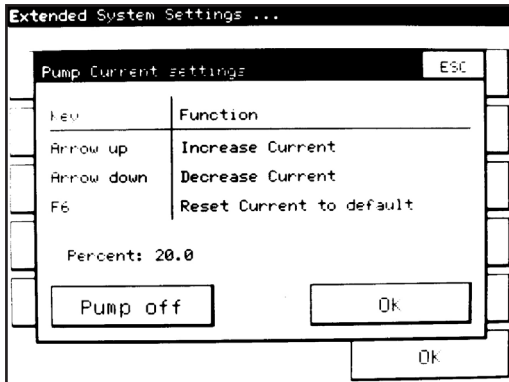 Extended System Settings ...
Pump Current settings ESC
Key Function
Arrow up Increase Current
Arrow down Decrease Current
F6 Reset Current to default
Percent: 20.0
Pump off Ok
Ok